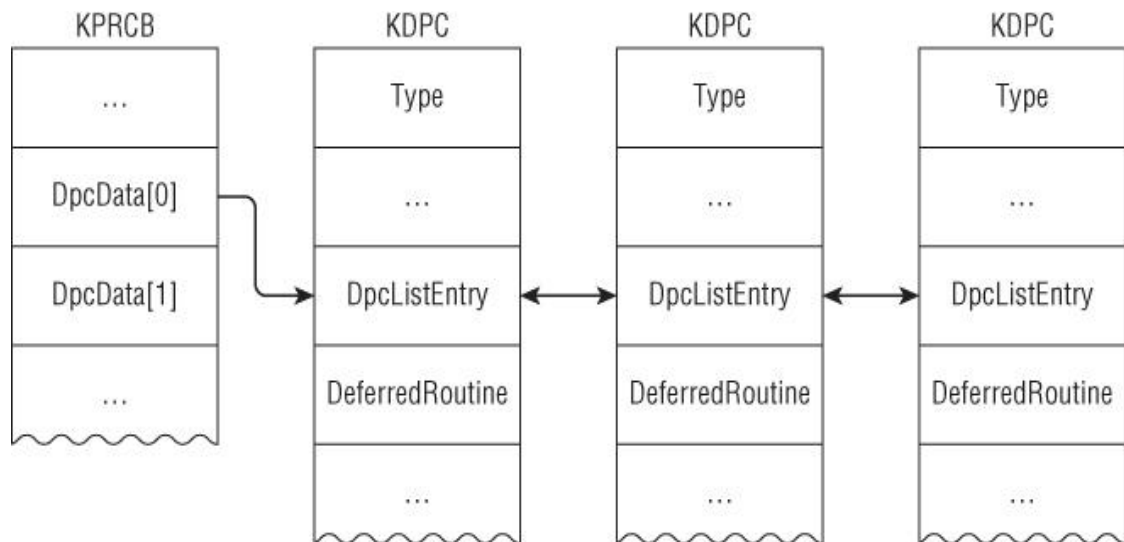 KPRCB
...
DpcData[0]
DpcData[1]
...
KDPC
Type
...
DpcListEntry
DeferredRoutine
...
KDPC
Type
...
DpcListEntry
DeferredRoutine
...
KDPC
Type
...
DpcListEntry
DeferredRoutine
...